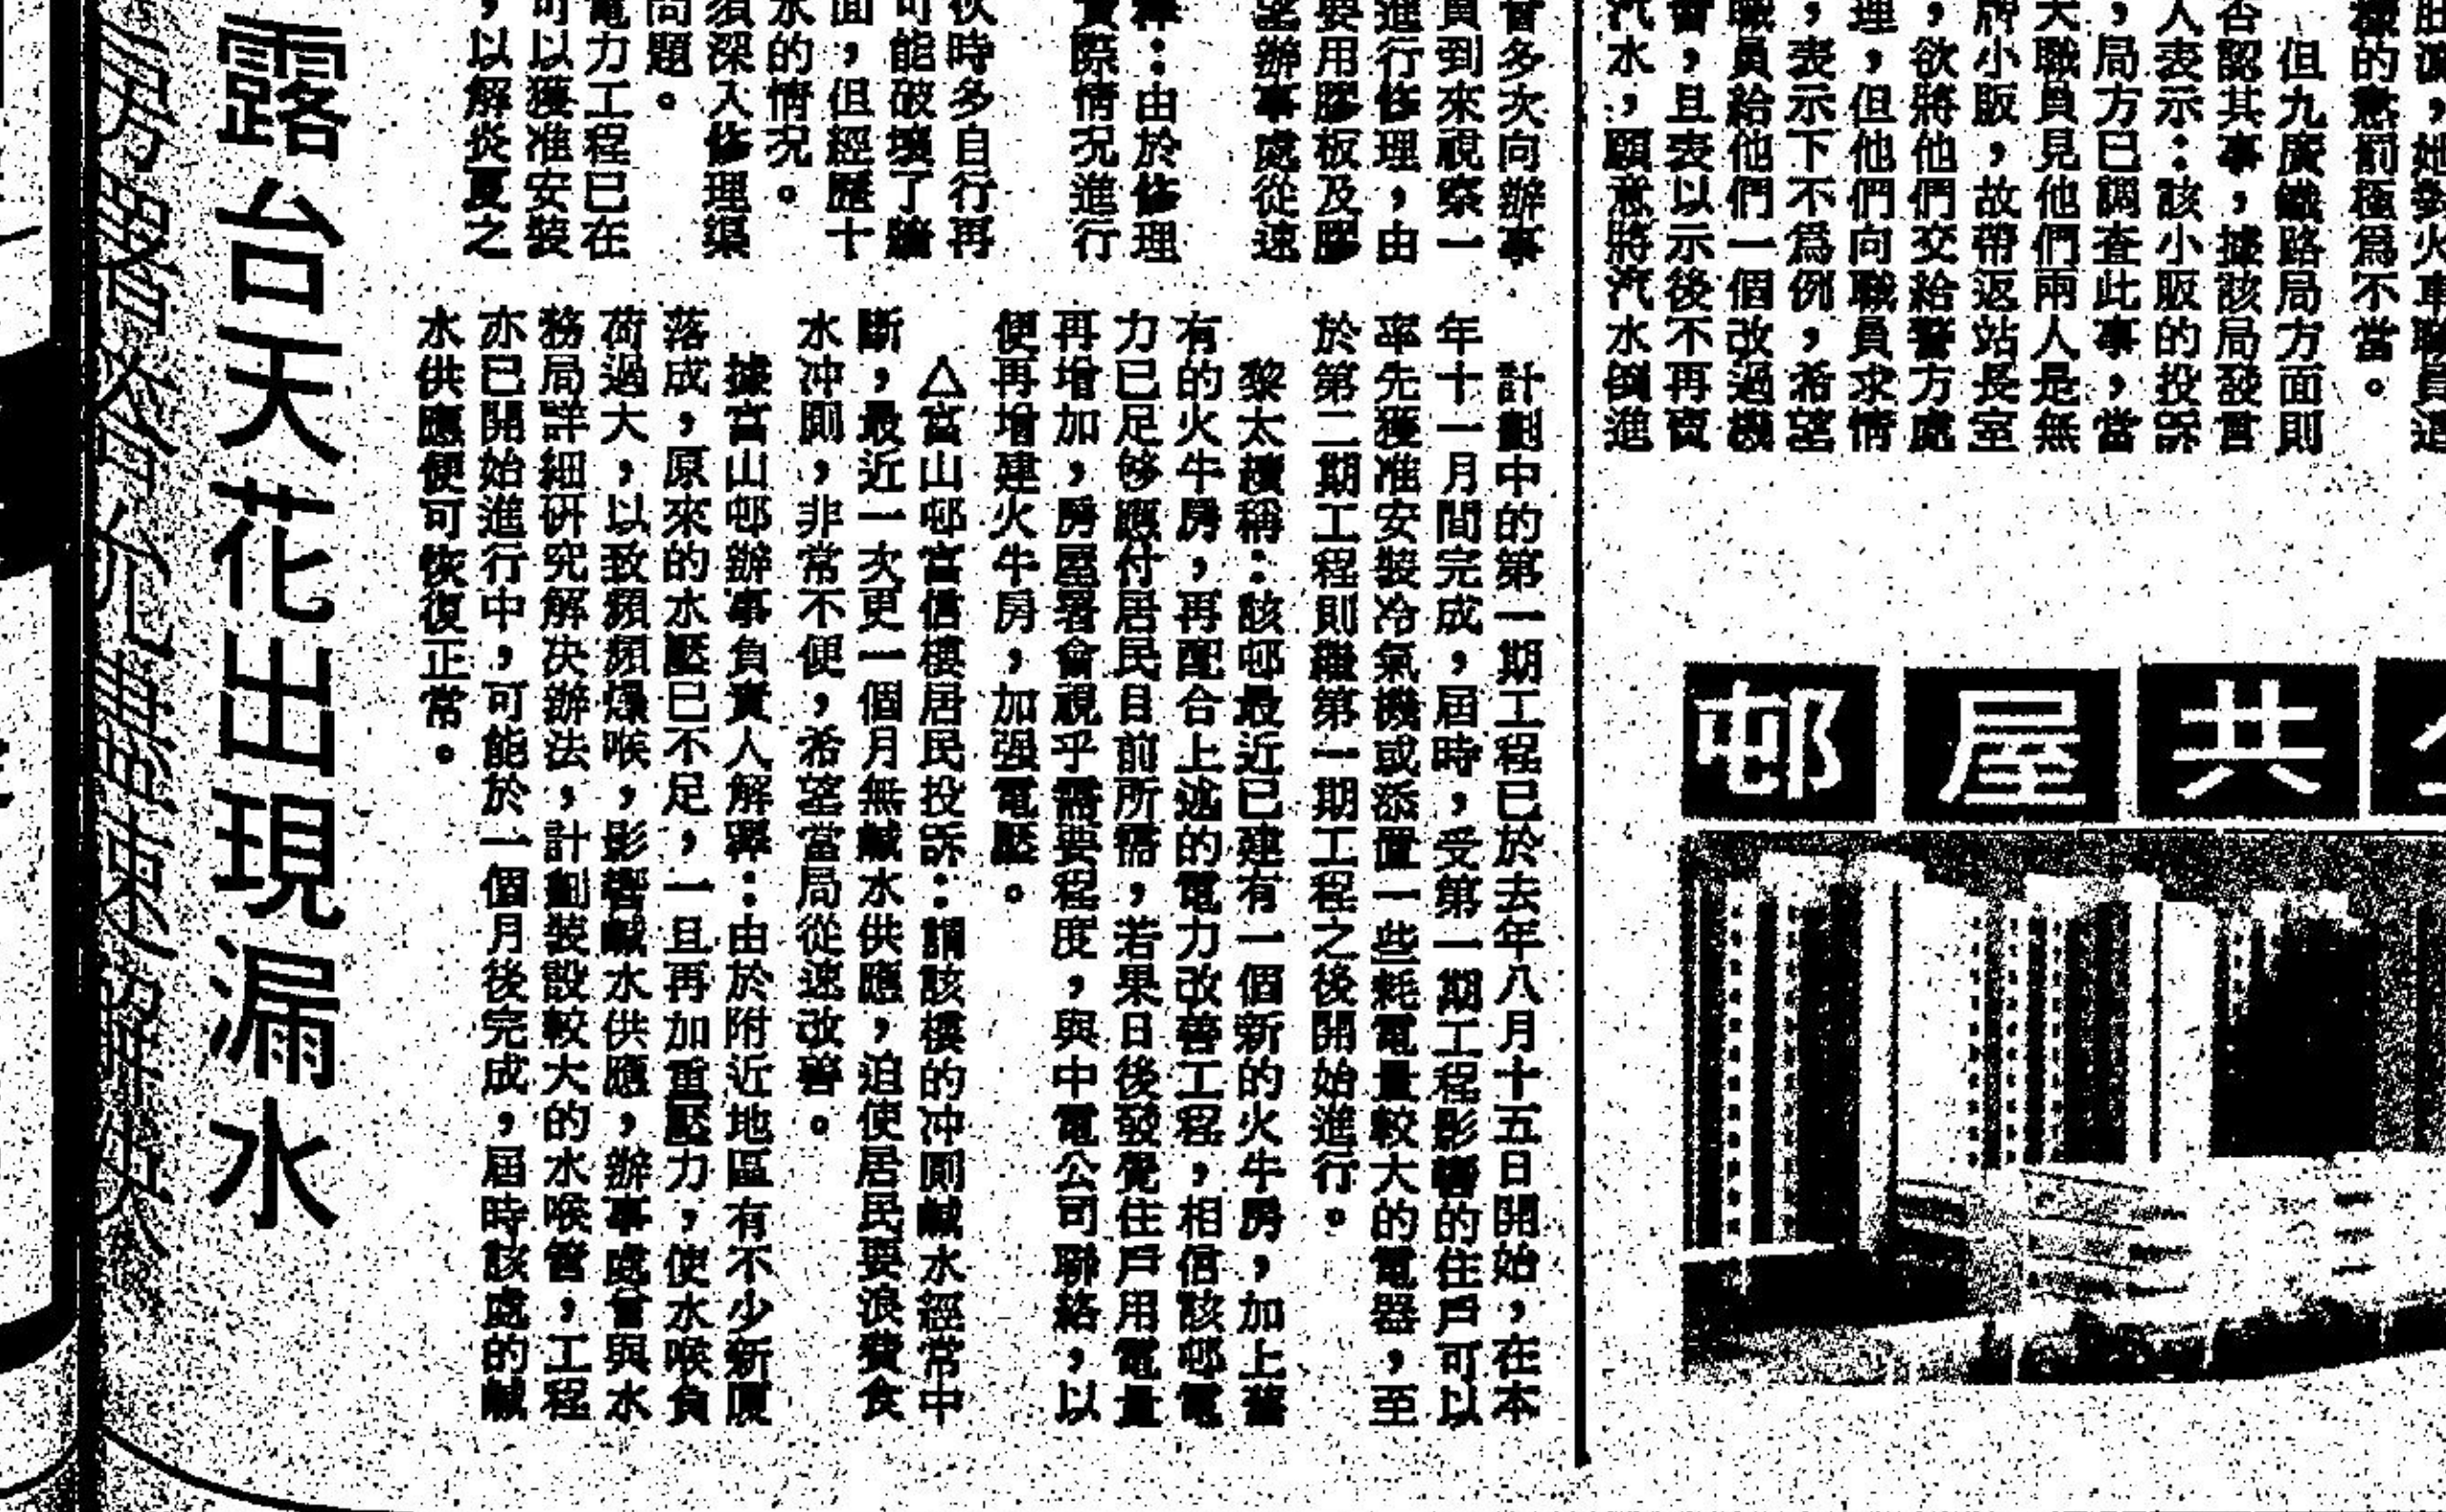 她對火車職員這
樣的意罰極爲不當。
但九廣鐵路局方面則
否認其事，據該局發言
人表示：該小販的投訴
，局方已調查此事，當
天職員見他們兩人是無
牌小販，故帶返站長室
，欲將他們交給警方處
理，但他們向職員求情
，表示下不爲例，希望
職員給他們一個改過機
會，且表以示後不再賣
汽水，願意將汽水倒進
共屋邨
曾多次向辦事
員到來視察一
進行修理，由
要用膠板及膠
望辦事處從速
釋：由於修理
實際情況進行
時多自行再
可能破壞了牆
面，但經歷十
水的情況。
須深入修理渠
問題。
電力工程已在
可以獲准安裝
，以解炎夏之
計劃中的第一期工程已於去年八月十五日開始，在本
年十一月間完成，屆時，受第一期工程影響的住戶可以
率先獲准安裝冷氣機或添置一些耗電量較大的電器，至
於第二期工程則繼第一期工程之後開始進行。
黎太續稱：該邨最近已建有一個新的火牛房，加上舊
有的火牛房，再配合上述的電力改善工程，相信該邨電
力已足够應付居民目前所需，若果日後發覺住戶用電量
再增加，房屋署會視乎需要程度，與中電公司聯絡，以
便再增建火牛房，加强電壓。
△富山邨富信樓居民投訴：謂該樓的冲厠鹹水經常中
斷，最近一次更一個月無鹹水供應，迫使居民要浪費食
水冲厠，非常不便，希望當局從速改善。
據富山邨辦事負責人解釋：由於附近地區有不少新厦
落成，原來的水壓已不足，一旦再加重壓力，使水喉負
荷過大，以致頻頻爆喉，影響鹹水供應，辦事處曾與水
務局詳細研究解決辦法，計劃裝設較大的水喉管，工程
亦已開始進行中，可能於一個月後完成，屆時該處的鹹
水供應便可恢復正常。
露台天花出現漏水